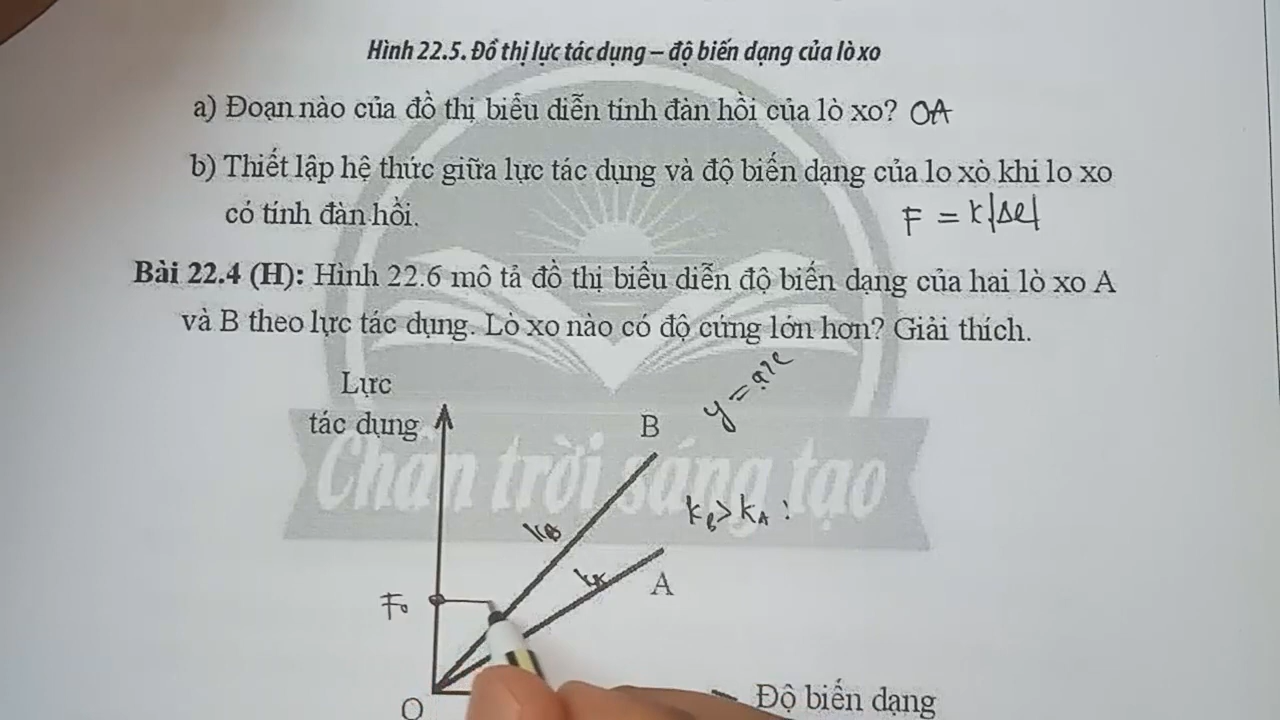 Hình 22.5. Đồ thị lực tác dụng – độ biến dạng của lò xo
a) Đoạn nào của đồ thị biểu diễn tính đàn hồi của lò xo? OA
b) Thiết lập hệ thức giữa lực tác dụng và độ biến dạng của lo xò khi lo xo
có tính đàn hồi.
F = k|Δl|
Bài 22.4 (H): Hình 22.6 mô tả đồ thị biểu diễn độ biến dạng của hai lò xo A
và B theo lực tác dụng. Lò xo nào có độ cứng lớn hơn? Giải thích.
Lực
tác dụng
B
y = ax
Chân trời sáng tạo
kB
kB > kA :
kA
A
F₀
O
Độ biến dạng